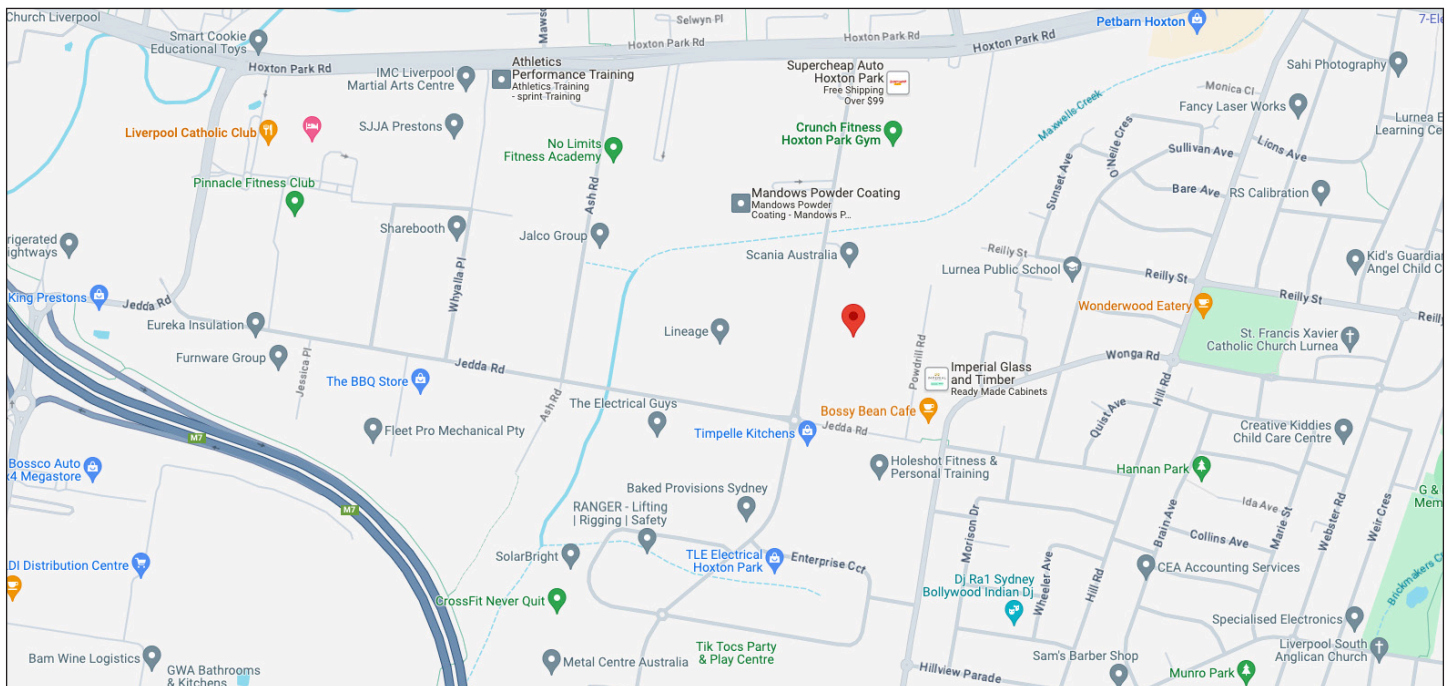 Church Liverpool
Smart Cookie
Educational Toys
Hoxton Park Rd
IMC Liverpool
Martial Arts Centre
Athletics
Performance Training
Athletics Training
- sprint Training
Selwyn Pl
Hoxton Park Rd
Hoxton Park Rd
Hoxton Park Rd
Petbarn Hoxton
Supercheap Auto
Hoxton Park
Free Shipping
Over $99
Sahi Photography
Monica Cl
Fancy Laser Works
Liverpool Catholic Club
SJJA Prestons
No Limits
Fitness Academy
Crunch Fitness
Hoxton Park Gym
Maxwells Creek
O'Neile Cres
Sullivan Ave
Lions Ave
Pinnacle Fitness Club
Ash Rd
Mandows Powder Coating
Mandows Powder
Coating - Mandows P...
Sunset Ave
Bare Ave
RS Calibration
Sharebooth
Jalco Group
Scania Australia
Reilly St
Lurnea Public School
Reilly St
Kid's Guardian
Angel Child C
King Prestons
Jedda Rd
Whyalla Pl
Eureka Insulation
Lineage
Wonderwood Eatery
Reilly St
St. Francis Xavier
Catholic Church Lurnea
Furnware Group
Jessica Pl
Jedda Rd
Powdrill Rd
Wonga Rd
The BBQ Store
Imperial Glass
and Timber
Ready Made Cabinets
Hill Rd
Ash Rd
The Electrical Guys
Bossy Bean Cafe
Quist Ave
Fleet Pro Mechanical Pty
Timpelle Kitchens
Jedda Rd
Creative Kiddies
Child Care Centre
M7
Bossco Auto
x4 Megastore
Holeshot Fitness &
Personal Training
Hannan Park
M7
Baked Provisions Sydney
RANGER - Lifting
| Rigging | Safety
Morison Dr
Brain Ave
Ida Ave
Collins Ave
Marie St
Webster Rd
Weir Cres
G &
Mem
SolarBright
TLE Electrical
Hoxton Park
Enterprise Cct
Wheeler Ave
Hill Rd
CEA Accounting Services
DI Distribution Centre
CrossFit Never Quit
Dj Ra1 Sydney
Bollywood Indian Dj
Specialised Electronics
Bam Wine Logistics
GWA Bathrooms
& Kitchens
Metal Centre Australia
Tik Tocs Party
& Play Centre
Hillview Parade
Sam's Barber Shop
Munro Park
Liverpool South
Anglican Church